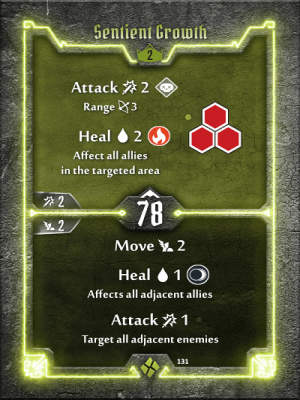 Sentient Growth
2
Attack 2
Range 3
Heal 2
Affect all allies
in the targeted area
2
78
2
Move 2
Heal 1
Affects all adjacent allies
Attack 1
Target all adjacent enemies
131